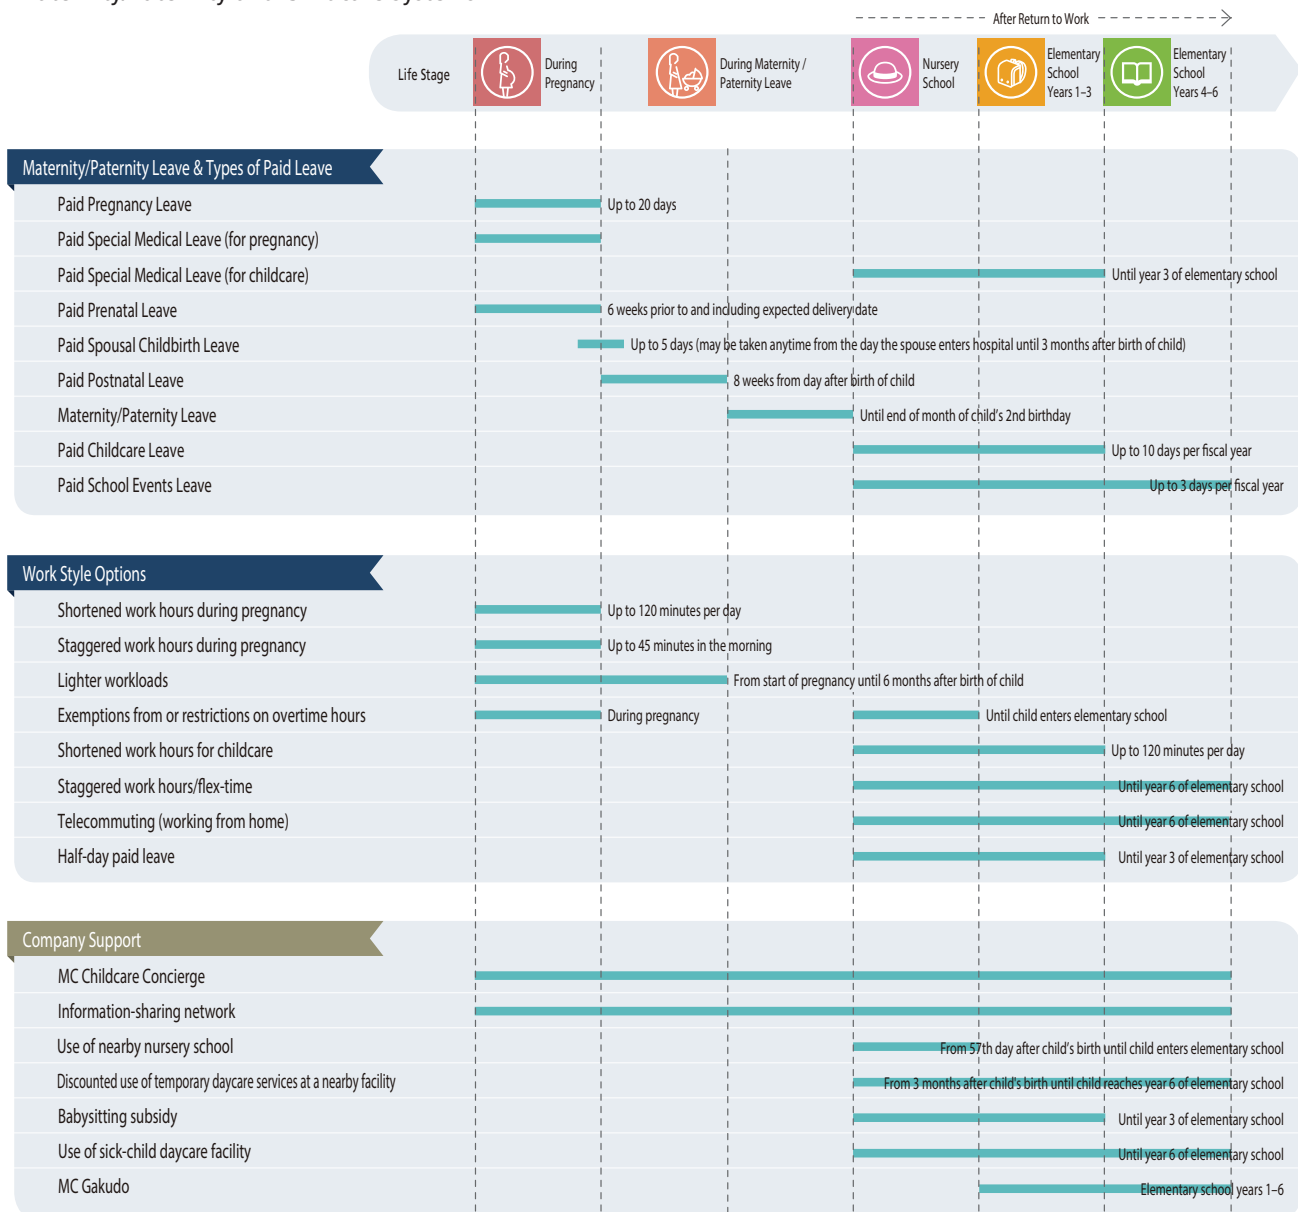 After Return to Work
Life Stage
During
Pregnancy
During Maternity /
Paternity Leave
Nursery
School
Elementary
School
Years 1–3
Elementary
School
Years 4–6
Maternity/Paternity Leave & Types of Paid Leave
Paid Pregnancy Leave
Up to 20 days
Paid Special Medical Leave (for pregnancy)
Paid Special Medical Leave (for childcare)
Until year 3 of elementary school
Paid Prenatal Leave
6 weeks prior to and including expected delivery date
Paid Spousal Childbirth Leave
Up to 5 days (may be taken anytime from the day the spouse enters hospital until 3 months after birth of child)
Paid Postnatal Leave
8 weeks from day after birth of child
Maternity/Paternity Leave
Until end of month of child's 2nd birthday
Paid Childcare Leave
Up to 10 days per fiscal year
Paid School Events Leave
Up to 3 days per fiscal year
Work Style Options
Shortened work hours during pregnancy
Up to 120 minutes per day
Staggered work hours during pregnancy
Up to 45 minutes in the morning
Lighter workloads
From start of pregnancy until 6 months after birth of child
Exemptions from or restrictions on overtime hours
During pregnancy
Until child enters elementary school
Shortened work hours for childcare
Up to 120 minutes per day
Staggered work hours/flex-time
Until year 6 of elementary school
Telecommuting (working from home)
Until year 6 of elementary school
Half-day paid leave
Until year 3 of elementary school
Company Support
MC Childcare Concierge
Information-sharing network
Use of nearby nursery school
From 57th day after child's birth until child enters elementary school
Discounted use of temporary daycare services at a nearby facility
From 3 months after child's birth until child reaches year 6 of elementary school
Babysitting subsidy
Until year 3 of elementary school
Use of sick-child daycare facility
Until year 6 of elementary school
MC Gakudo
Elementary school years 1–6